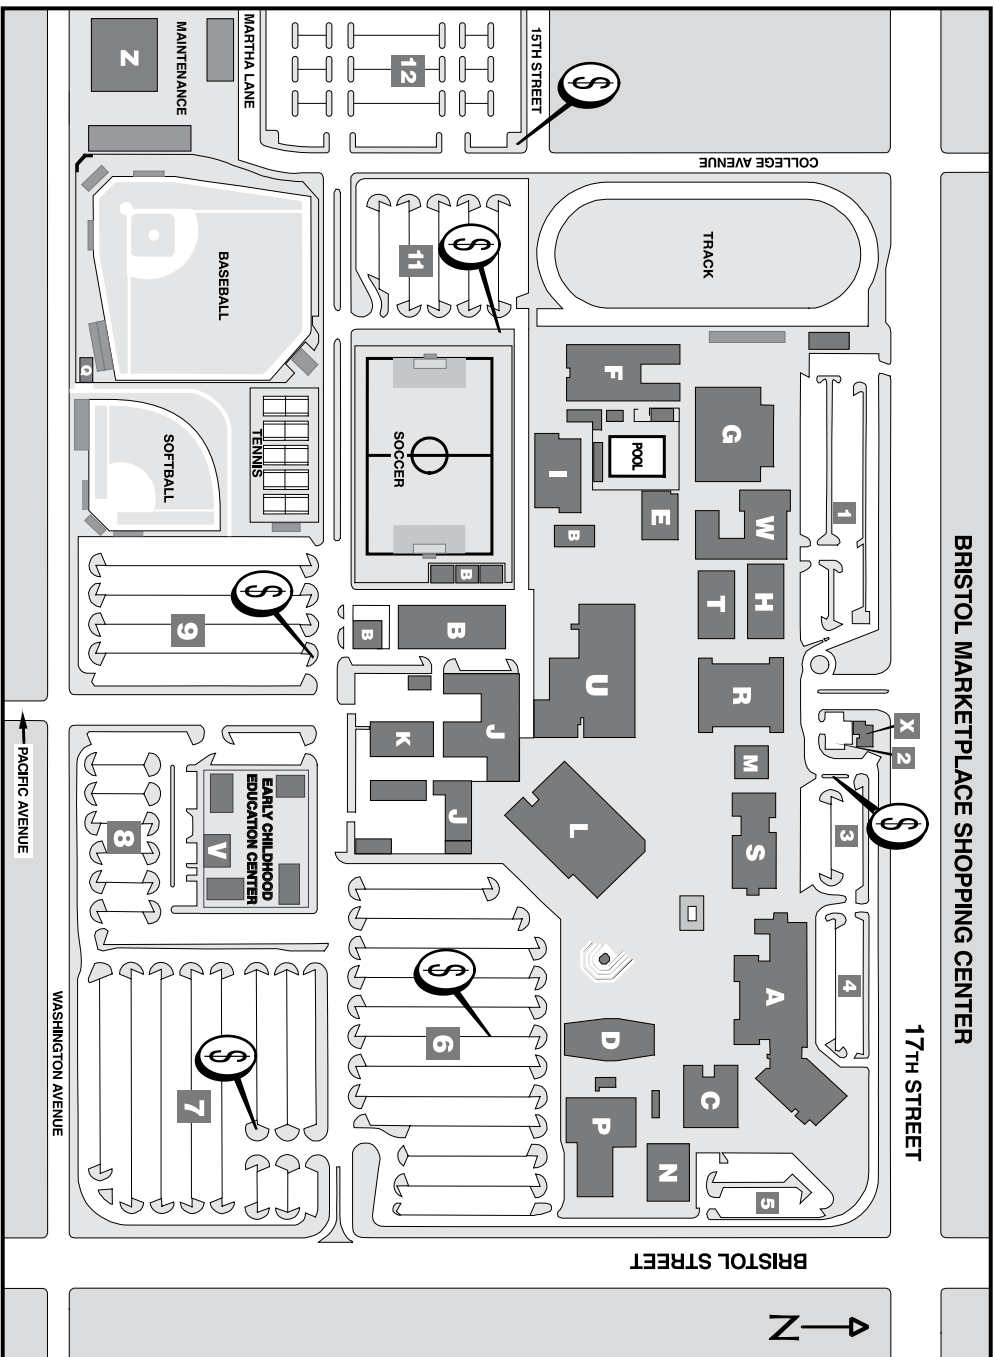 BRISTOL MARKETPLACE SHOPPING CENTER
17TH STREET
N
BRISTOL STREET
COLLEGE AVENUE
X
2
$
1
3
4
5
TRACK
G
W
H
T
R
M
S
A
C
N
F
POOL
I
E
B
U
L
D
P
15TH STREET
$
12
MARTHA LANE
11
$
SOCCER
B
B
B
J
K
J
6
$
MAINTENANCE
Z
BASEBALL
Q
TENNIS
SOFTBALL
$
9
EARLY CHILDHOOD
EDUCATION CENTER
V
8
$
7
WASHINGTON AVENUE
PACIFIC AVENUE